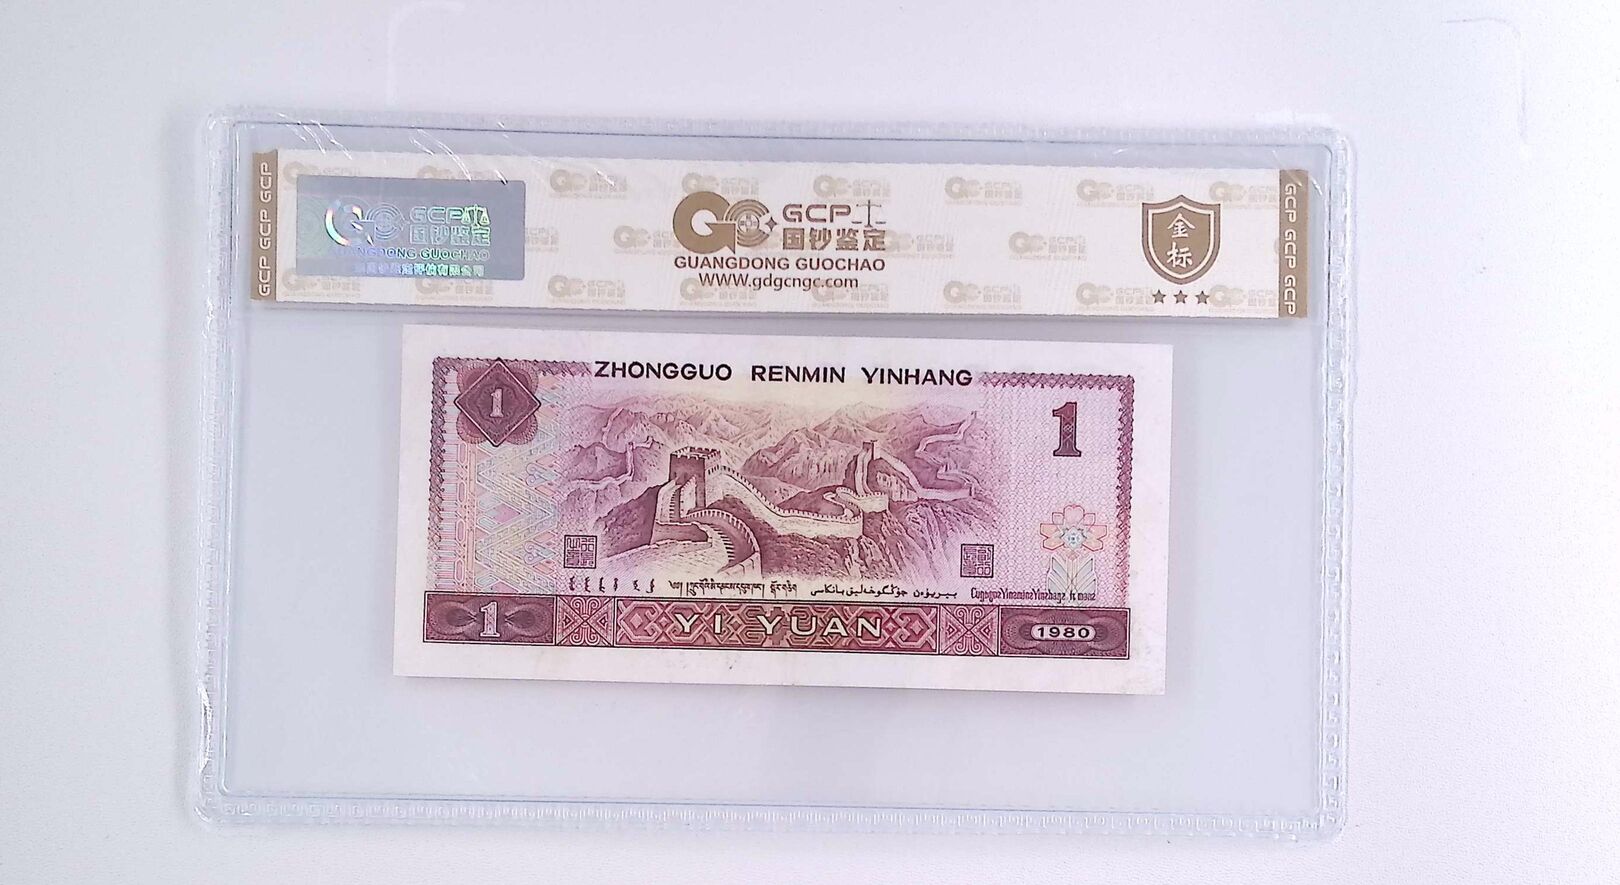 GCP GCP GCP
GCP
国钞鉴定
GUANGDONG GUOCHAO
GCP
国钞鉴定
GUANGDONG GUOCHAO
WWW.gdgcngc.com
金
标
GCP GCP GCP
ZHONGGUO RENMIN YINHANG
1
1
1
YI YUAN
1980